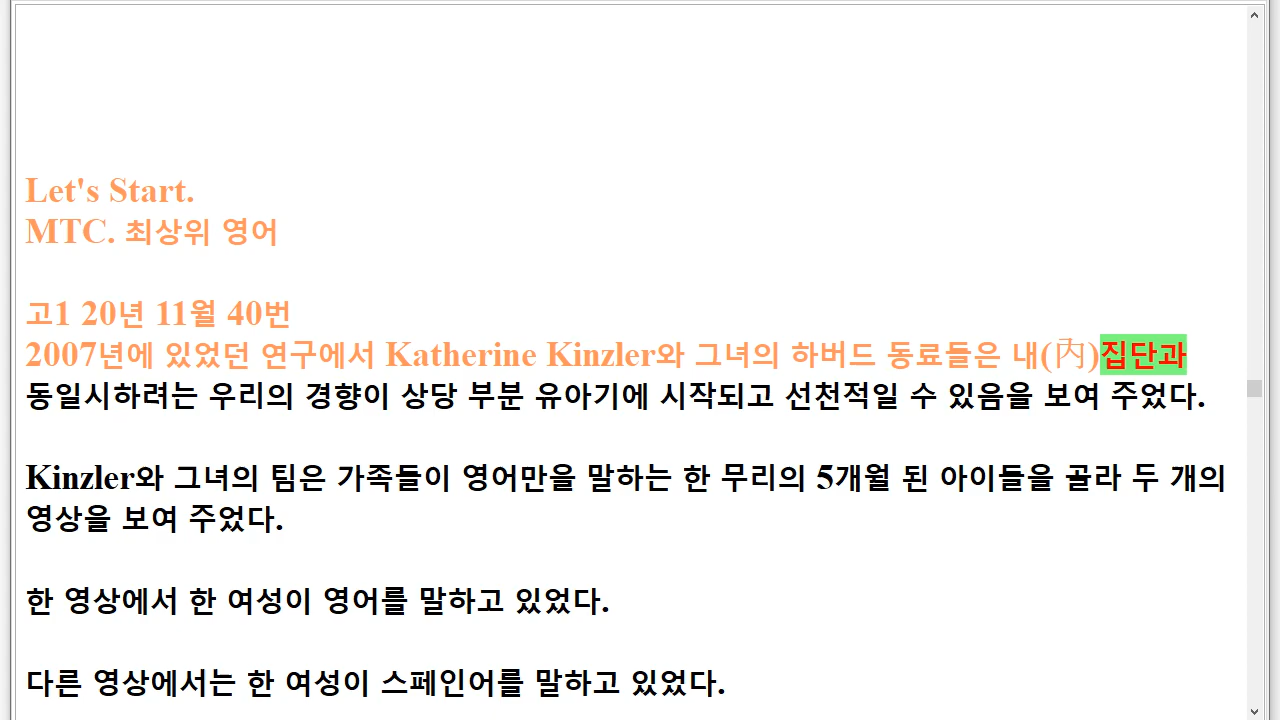 Let's Start.
MTC. 최상위 영어
고1 20년 11월 40번
2007년에 있었던 연구에서 Katherine Kinzler와 그녀의 하버드 동료들은 내(內)집단과
동일시하려는 우리의 경향이 상당 부분 유아기에 시작되고 선천적일 수 있음을 보여 주었다.
Kinzler와 그녀의 팀은 가족들이 영어만을 말하는 한 무리의 5개월 된 아이들을 골라 두 개의
영상을 보여 주었다.
한 영상에서 한 여성이 영어를 말하고 있었다.
다른 영상에서는 한 여성이 스페인어를 말하고 있었다.